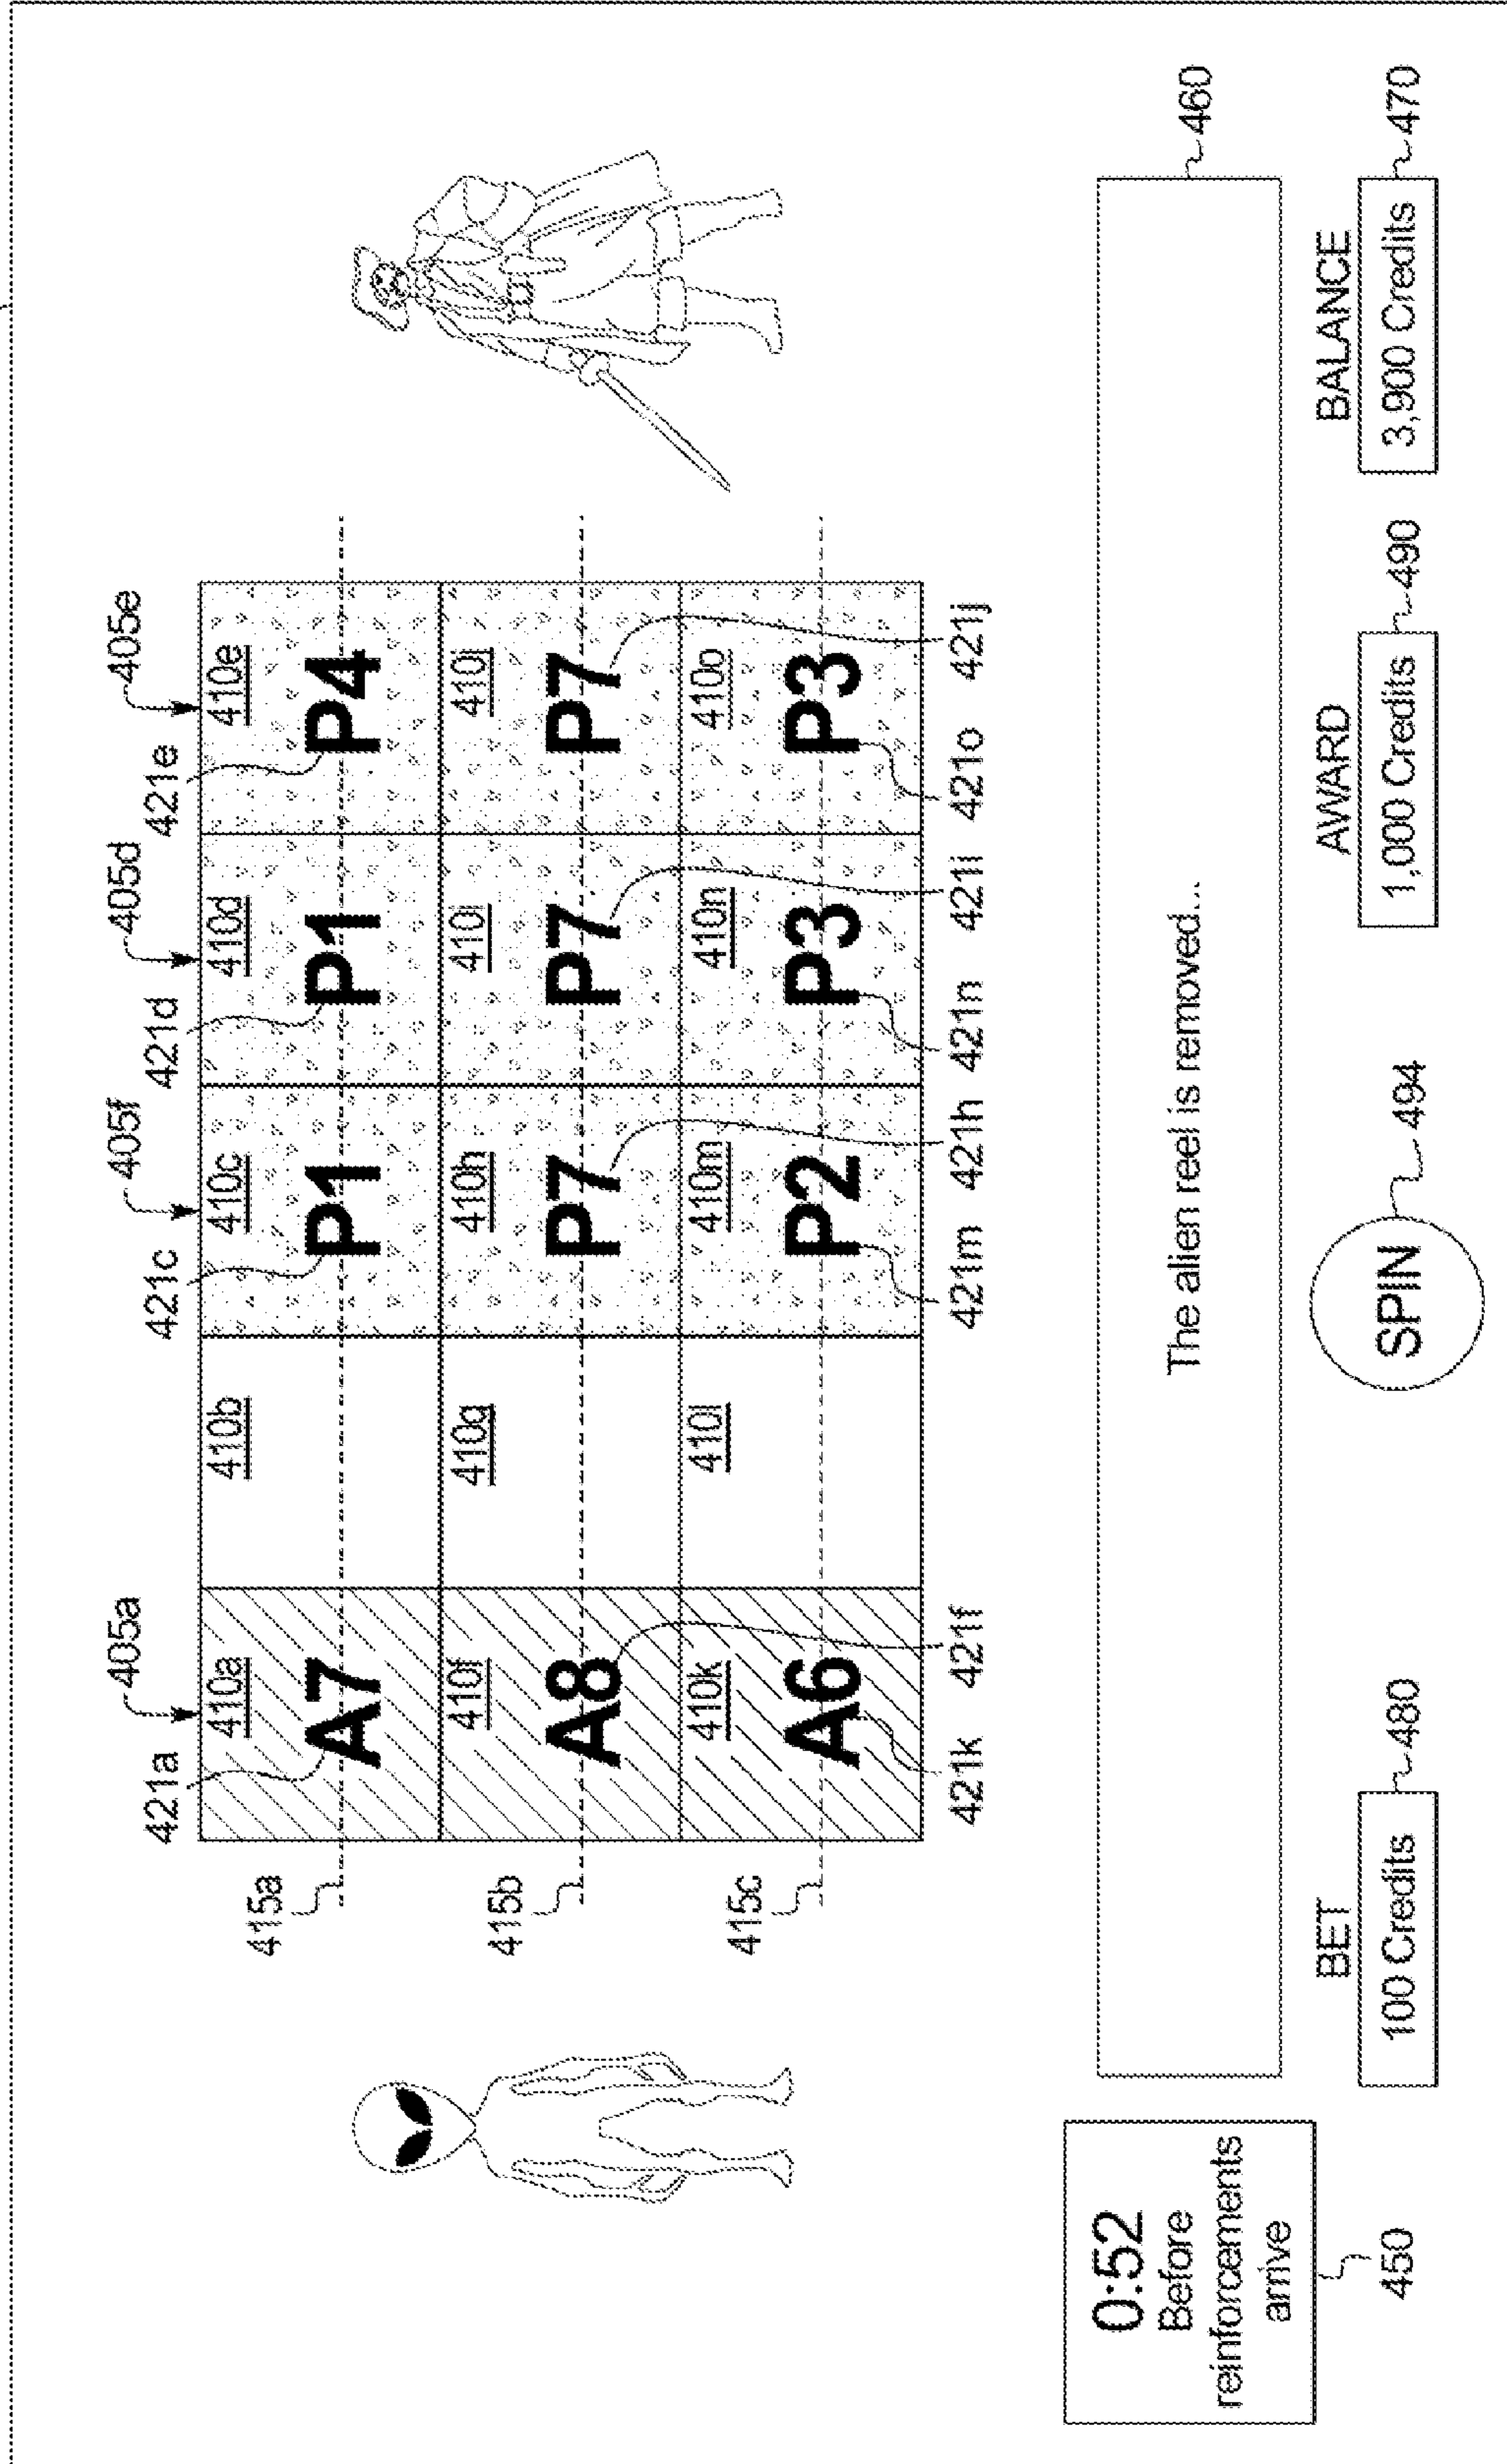 405a 405f 405d 405e
421a 421c 421d 421e
410a 410b 410c 410d 410e
415a A7 P1 P1 P4
410f 410g 410h 410i 410j
415b A8 P7 P7 P7
410k 410l 410m 410n 410o
415c A6 P2 P3 P3
421k 421f 421m 421h 421n 421i 421o 421j
0:52
Before
reinforcements
arrive
450
The alien reel is removed...
460
BET
100 Credits
480
SPIN
494
AWARD
1,000 Credits
490
BALANCE
3,900 Credits
470